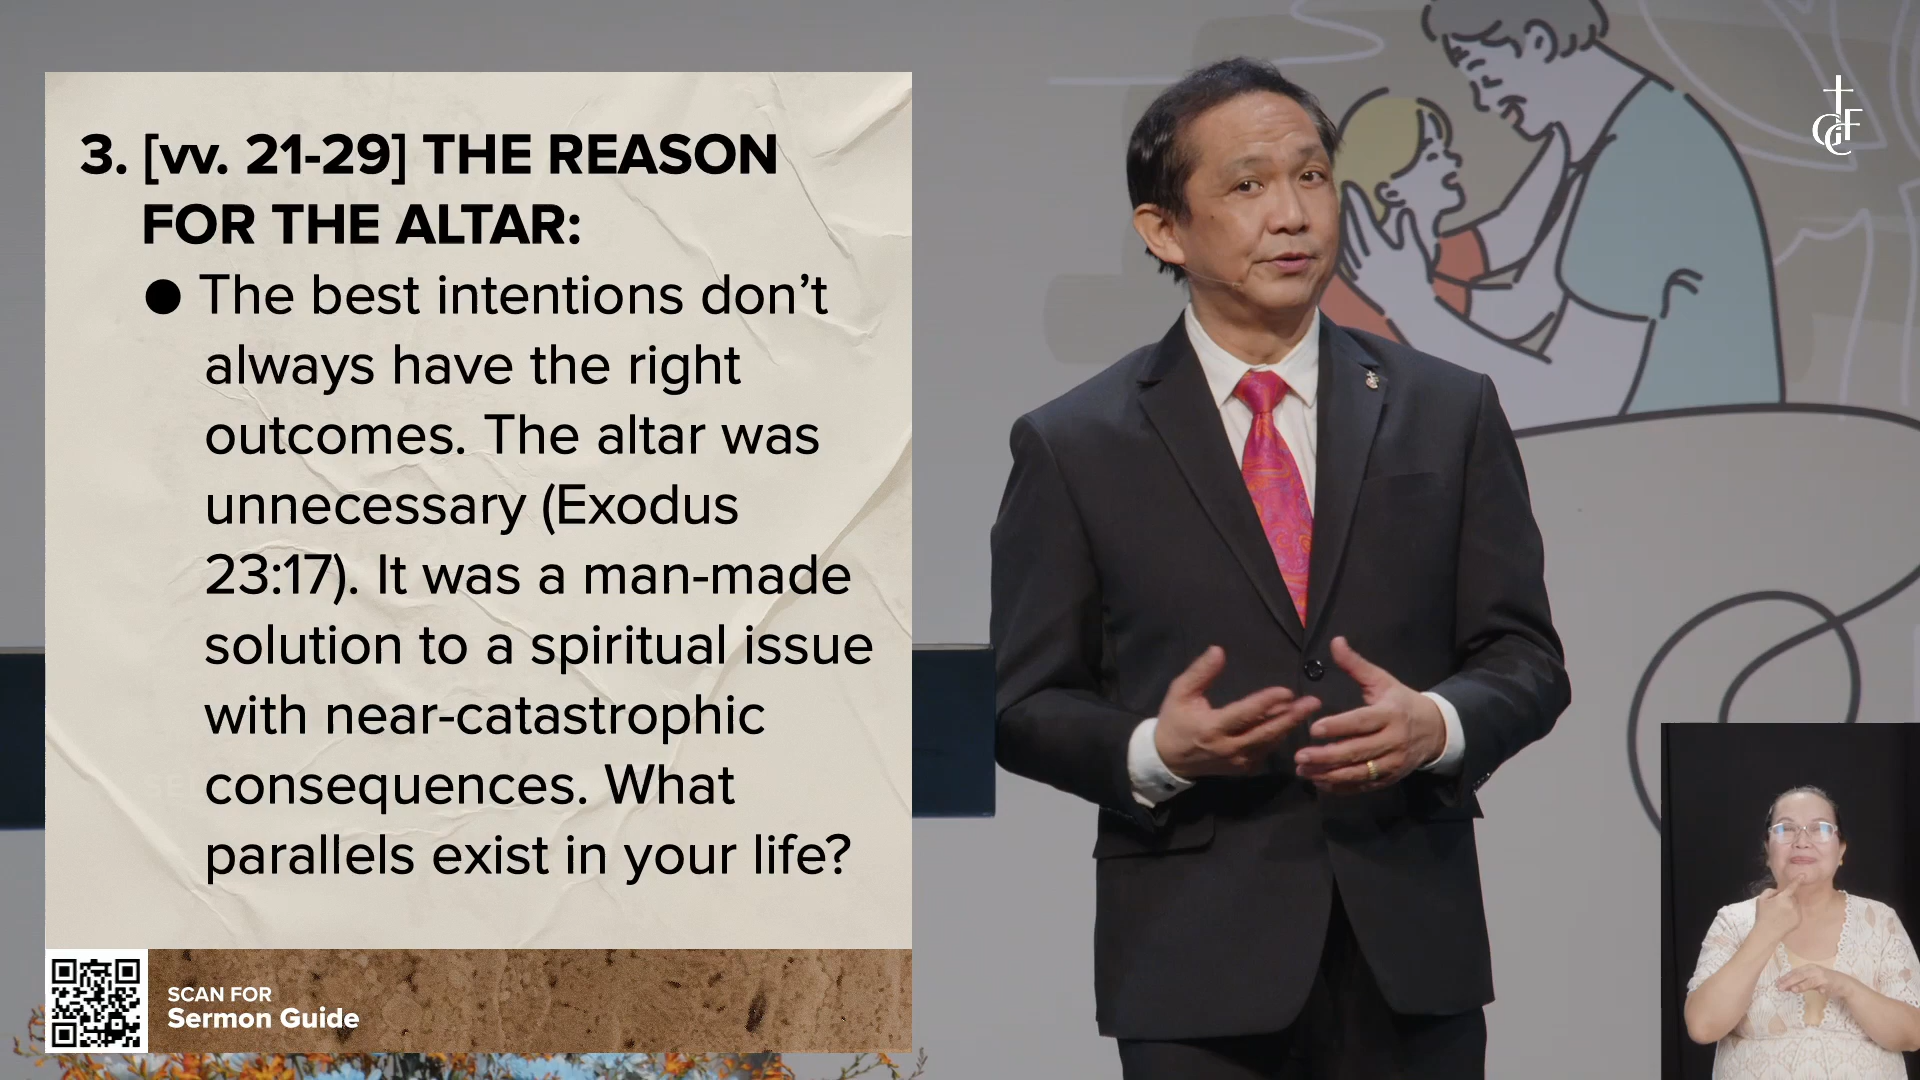 3. [vv. 21-29] THE REASON
FOR THE ALTAR:
● The best intentions don’t
always have the right
outcomes. The altar was
unnecessary (Exodus
23:17). It was a man-made
solution to a spiritual issue
with near-catastrophic
consequences. What
parallels exist in your life?
SCAN FOR
Sermon Guide
GCF